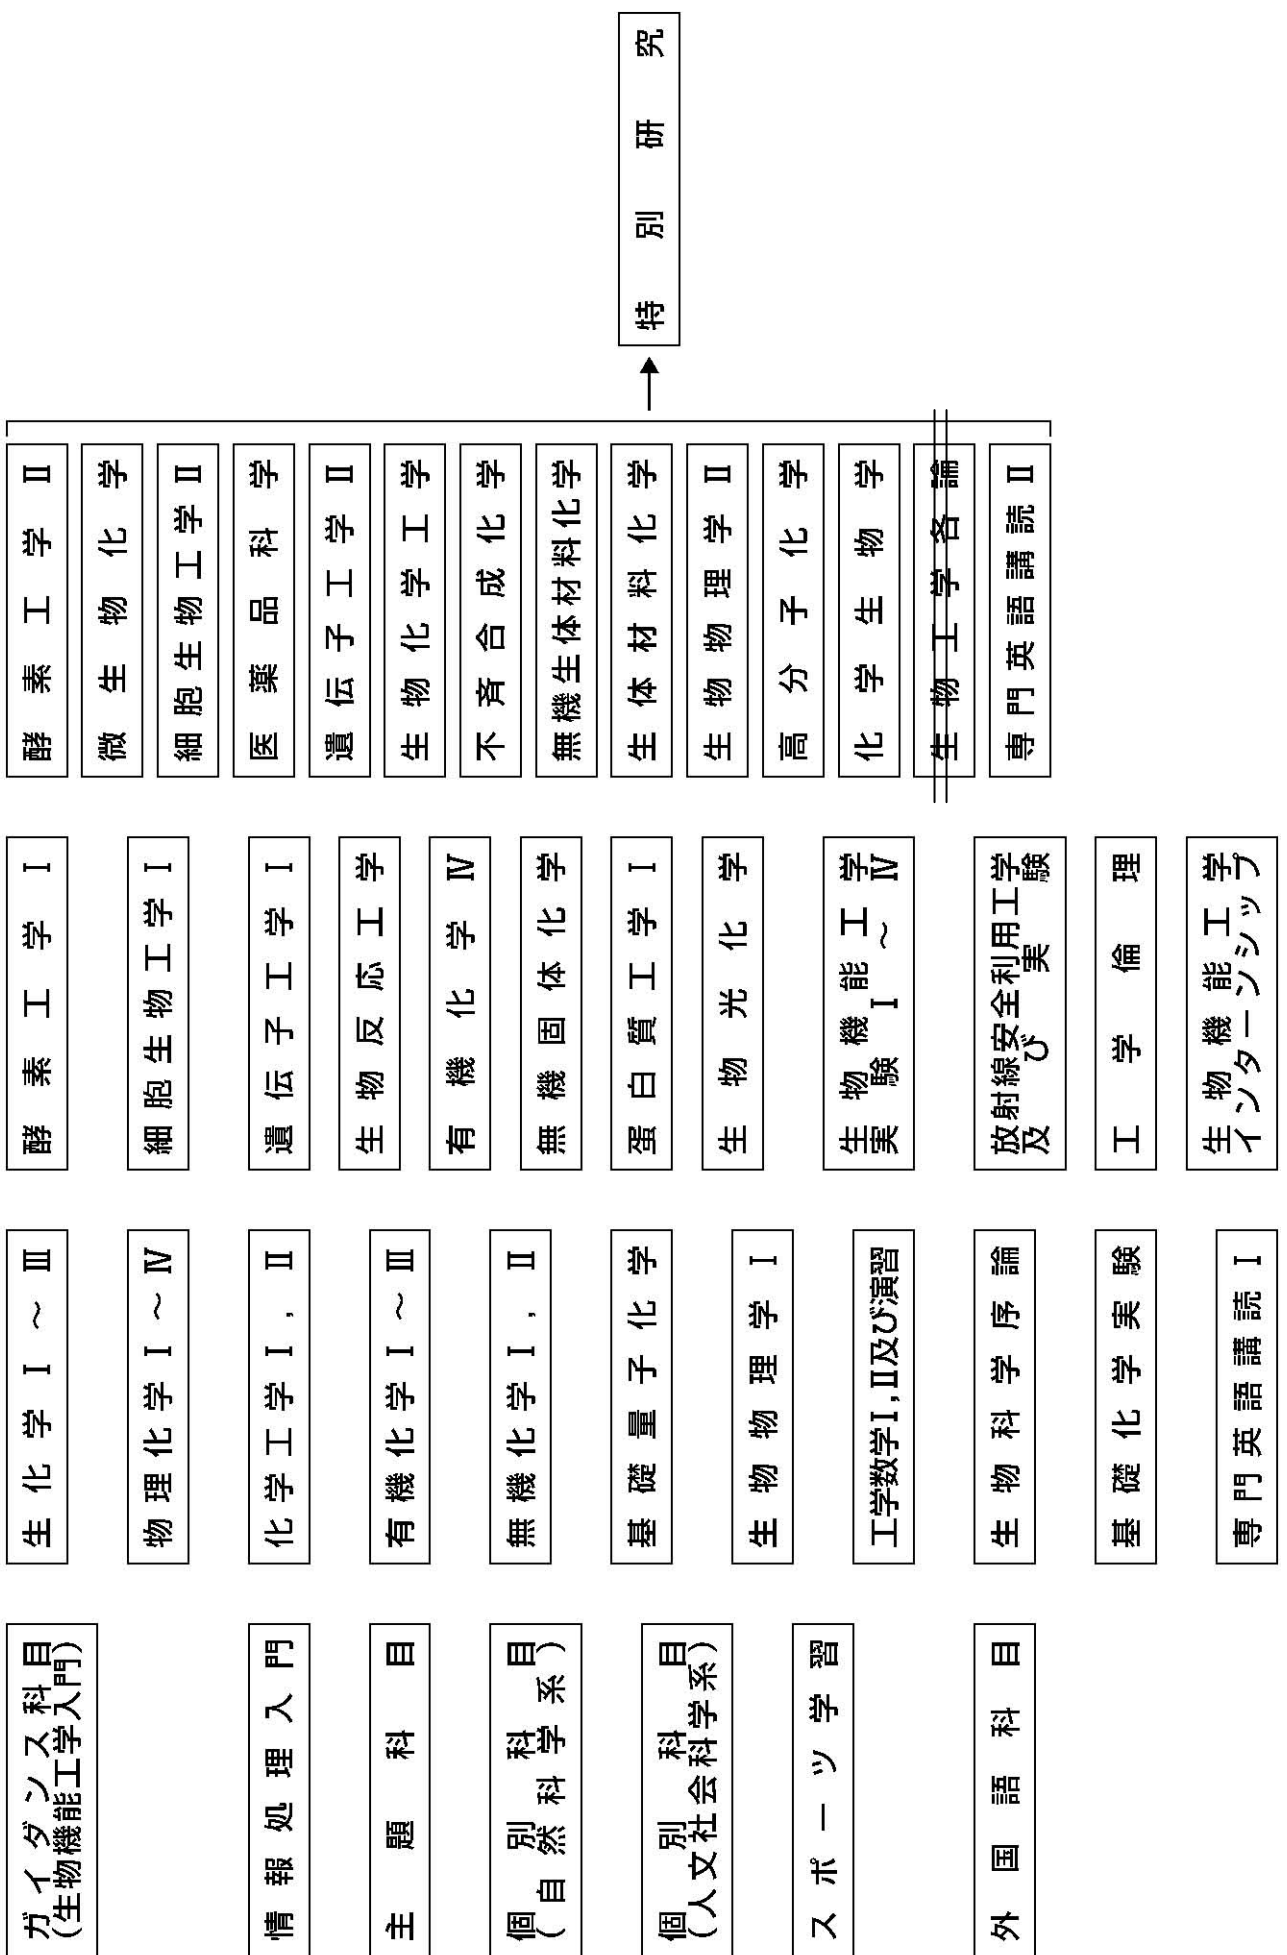 ガイダンス科目
(生物機能工学入門)
情報処理入門
主題科目
個別科目
(自然科学系)
個別科目
(人文社会科学系)
スポーツ学習
外国語科目
生化学Ⅰ～Ⅲ
物理化学Ⅰ～Ⅳ
化学工学Ⅰ,Ⅱ
有機化学Ⅰ～Ⅲ
無機化学Ⅰ,Ⅱ
基礎量子化学
生物物理学Ⅰ
工学数学Ⅰ,Ⅱ及び演習
生物科学序論
基礎化学実験
専門英語講読Ⅰ
酵素工学Ⅰ
細胞生物工学Ⅰ
遺伝子工学Ⅰ
生物反応工学
有機化学Ⅳ
無機固体化学
蛋白質工学Ⅰ
生物光化学
生物機能工学
実験Ⅰ～Ⅳ
放射線安全利用工学
及び実験
工学倫理
生物機能工学
インターンシップ
酵素工学Ⅱ
微生物化学
細胞生物工学Ⅱ
医薬品科学
遺伝子工学Ⅱ
生物化学工学
不斉合成化学
無機生体材料化学
生体材料化学
生物物理学Ⅱ
高分子化学
化学生物学
生物工学各論
専門英語講読Ⅱ
特別研究